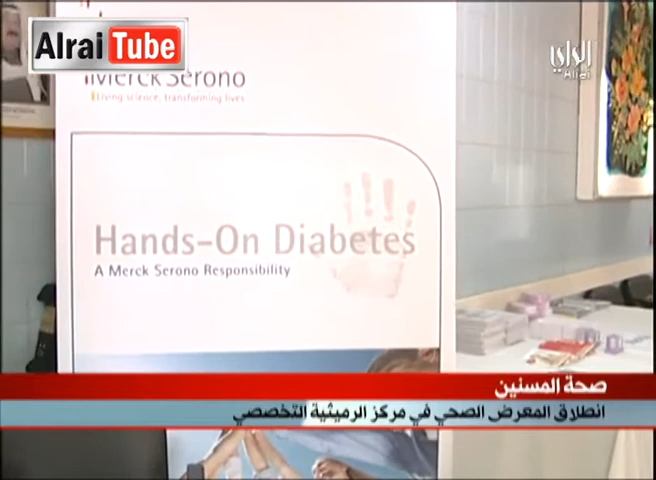 Alrai Tube
الراي
Alrai
Merck Serono
Living science, transforming lives
Hands-On Diabetes
A Merck Serono Responsibility
صحة المسنين
انطلاق المعرض الصحي في مركز الرميثية التخصصي